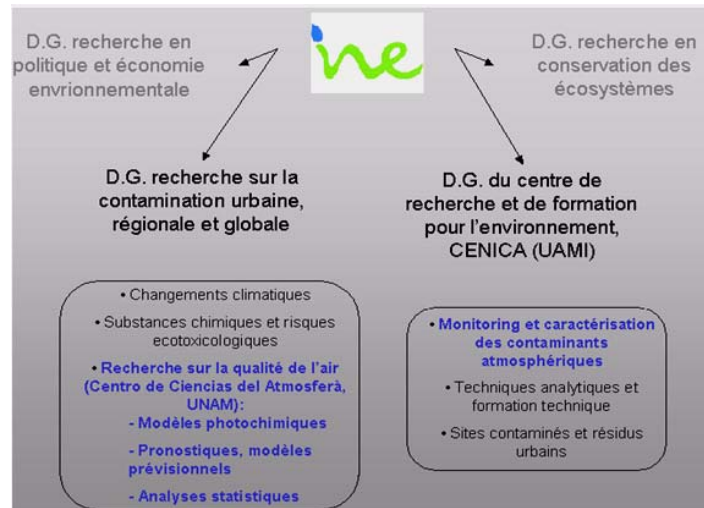 D.G. recherche en
politique et économie
envrionnementale
ine
D.G. recherche en
conservation des
écosystèmes
D.G. recherche sur la
contamination urbaine,
régionale et globale
D.G. du centre de
recherche et de formation
pour l'environnement,
CENICA (UAMI)
• Changements climatiques
• Substances chimiques et risques
ecotoxicologiques
• Recherche sur la qualité de l'air
(Centro de Ciencias del Atmosferà,
UNAM):
- Modèles photochimiques
- Pronostiques, modèles
prévisionnels
- Analyses statistiques
• Monitoring et caractérisation
des contaminants
atmosphériques
• Techniques analytiques et
formation technique
• Sites contaminés et résidus
urbains